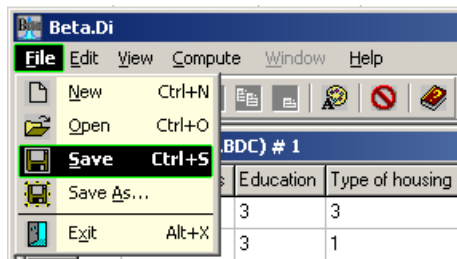 Beta.Di
File Edit View Compute Window Help
New Ctrl+N
Open Ctrl+O
Save Ctrl+S
Save As...
Exit Alt+X
.BDC) # 1
s Education Type of housing
3 3
3 1